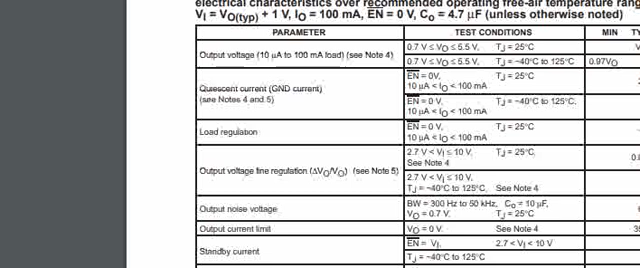 electrical characteristics over recommended operating free-air temperature rang
VI = VO(typ) + 1 V, IO = 100 mA, E̅N̅ = 0 V, Co = 4.7 μF (unless otherwise noted)
PARAMETER TEST CONDITIONS MIN TY
Output voltage (10 μA to 100 mA load) (see Note 4)
0.7 V ≤ VO ≤ 5.5 V, TJ = 25°C
0.7 V ≤ VO ≤ 5.5 V, TJ = −40°C to 125°C 0.97VO
Quiescent current (GND current)
(see Notes 4 and 5)
E̅N̅ = 0V, TJ = 25°C
10 μA < IO < 100 mA
E̅N̅ = 0 V, TJ = −40°C to 125°C,
10 μA < IO < 100 mA
Load regulation
E̅N̅ = 0 V, TJ = 25°C
10 μA < IO < 100 mA
Output voltage line regulation (ΔVO/VO) (see Note 5)
2.7 V < VI ≤ 10 V, TJ = 25°C,
See Note 4
2.7 V < VI ≤ 10 V,
TJ = −40°C to 125°C, See Note 4
Output noise voltage
BW = 300 Hz to 50 kHz, Co = 10 μF,
VO = 0.7 V, TJ = 25°C
Output current limit VO = 0 V, See Note 4
Standby current
E̅N̅ = VI, 2.7 < VI < 10 V
TJ = −40°C to 125°C